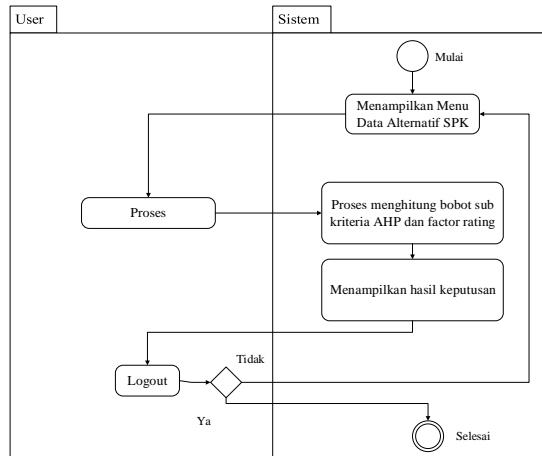 User
Sistem
Mulai
Menampilkan Menu
Data Alternatif SPK
Proses
Proses menghitung bobot sub
kriteria AHP dan factor rating
Menampilkan hasil keputusan
Tidak
Logout
Ya
Selesai